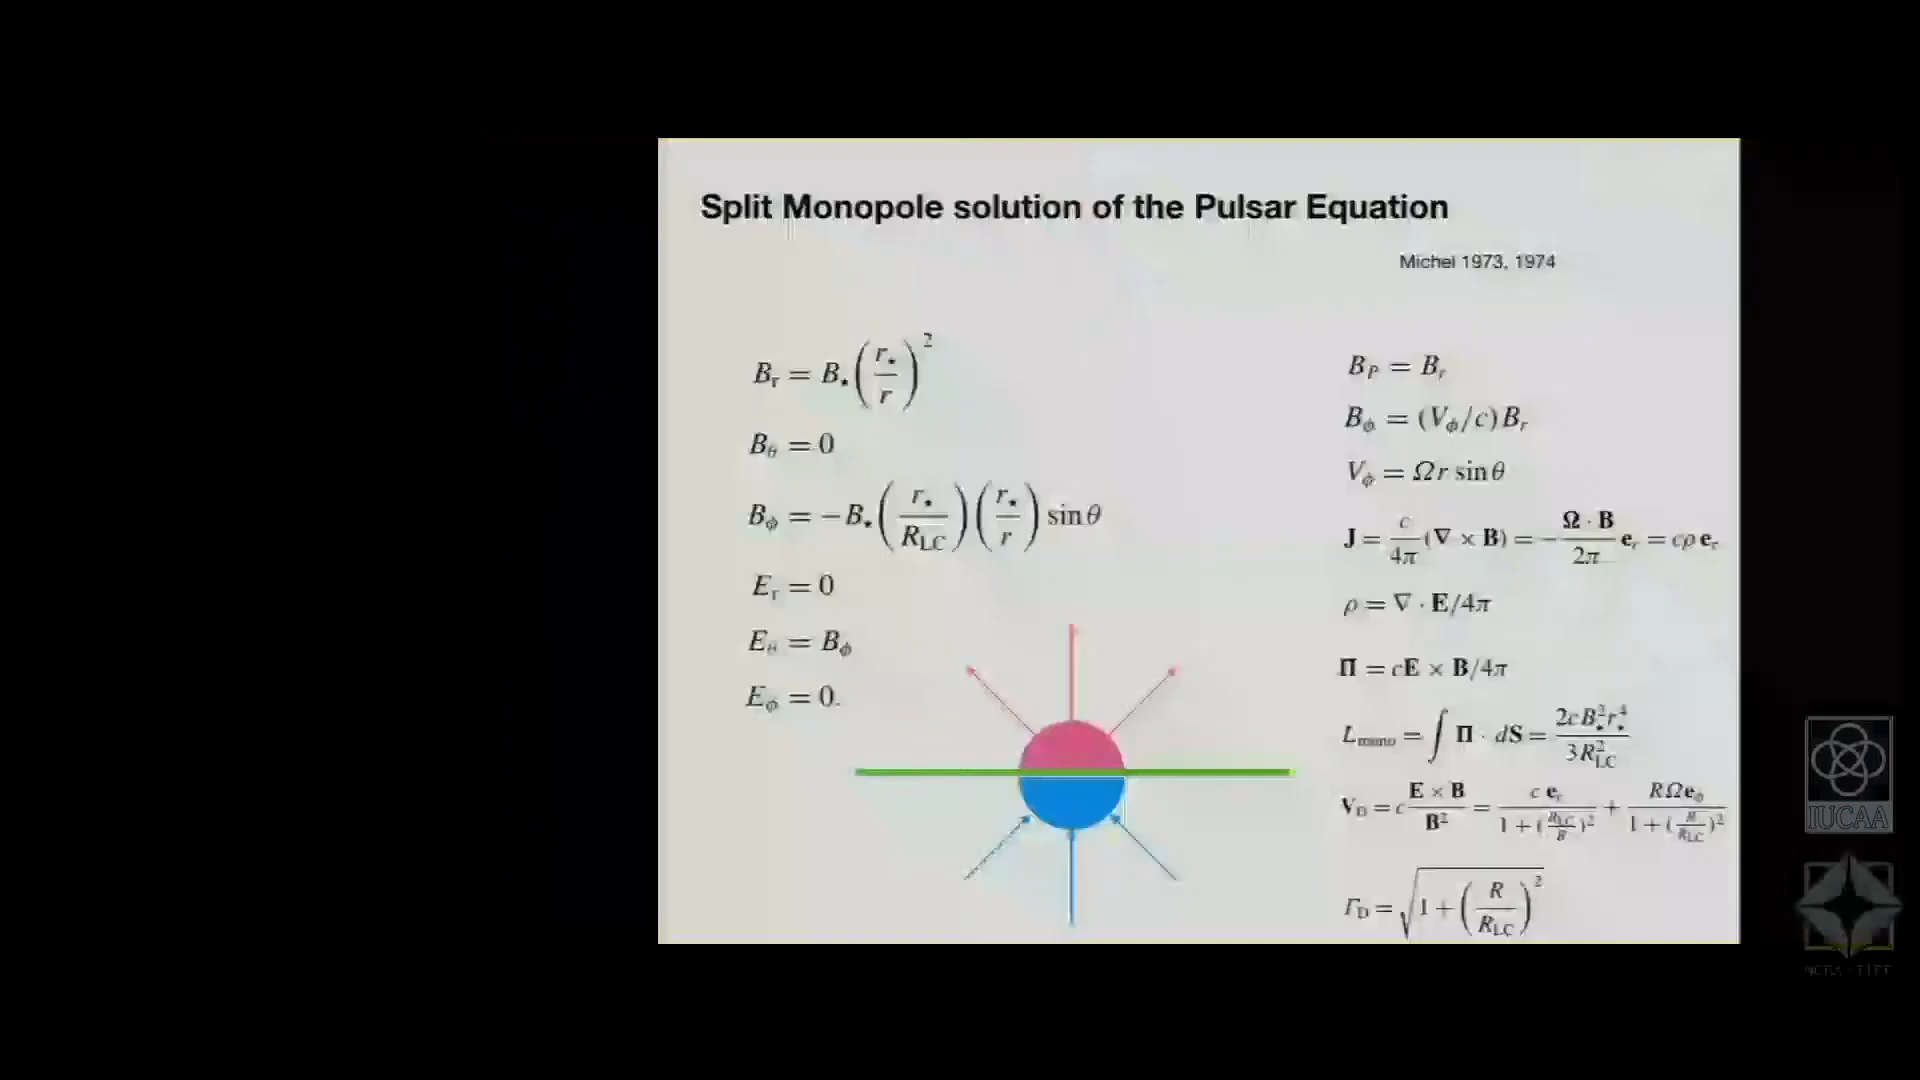 Split Monopole solution of the Pulsar Equation
Michel 1973, 1974
B_r = B_⋆ (r_⋆ / r)^2
B_θ = 0
B_ϕ = −B_⋆ (r_⋆ / R_LC) (r_⋆ / r) sin θ
E_r = 0
E_θ = B_ϕ
E_ϕ = 0.
B_P = B_r
B_ϕ = (V_ϕ/c) B_r
V_ϕ = Ω r sin θ
J = c/4π (∇ × B) = − Ω · B / 2π e_r = cρ e_r
ρ = ∇ · E/4π
Π = cE × B/4π
L_mono = ∫ Π · dS = 2cB_⋆^2 r_⋆^4 / 3R_LC^2
V_D = c E × B / B^2 = c e_r / 1 + (R_LC / R)^2 + RΩe_ϕ / 1 + (R / R_LC)^2
Γ_D = √(1 + (R / R_LC)^2)
IUCAA
NCRA · TIFR